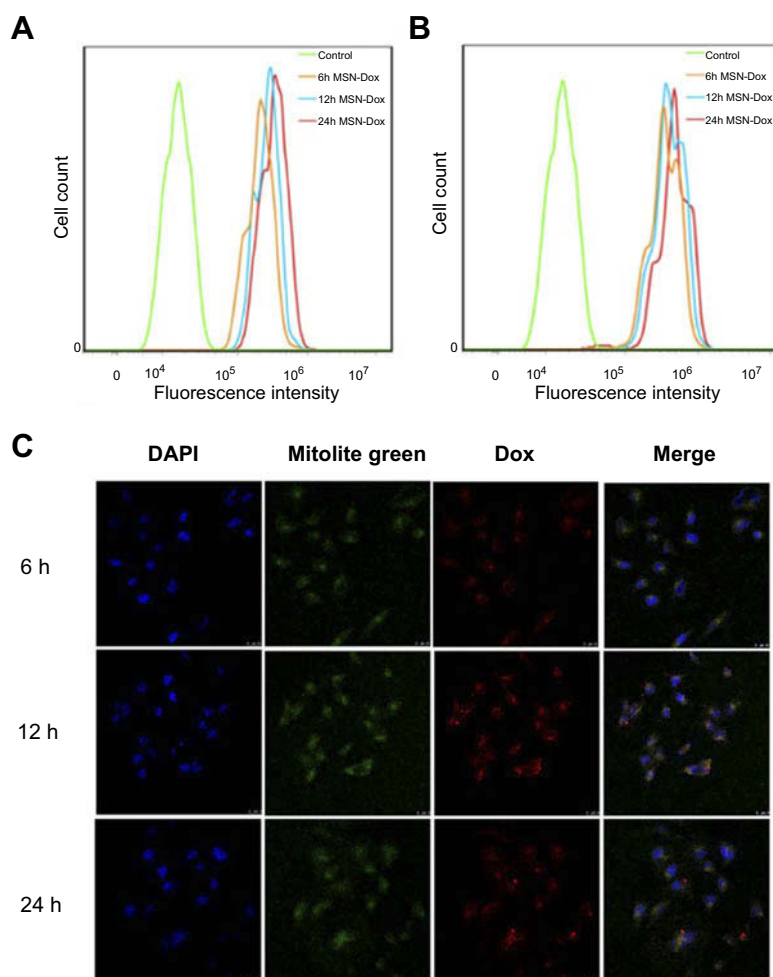 A
Control
6h MSN-Dox
12h MSN-Dox
24h MSN-Dox
Cell count
0
0 10⁴ 10⁵ 10⁶ 10⁷
Fluorescence intensity
B
Control
6h MSN-Dox
12h MSN-Dox
24h MSN-Dox
Cell count
0
0 10⁴ 10⁵ 10⁶ 10⁷
Fluorescence intensity
C
DAPI Mitolite green Dox Merge
6 h
12 h
24 h